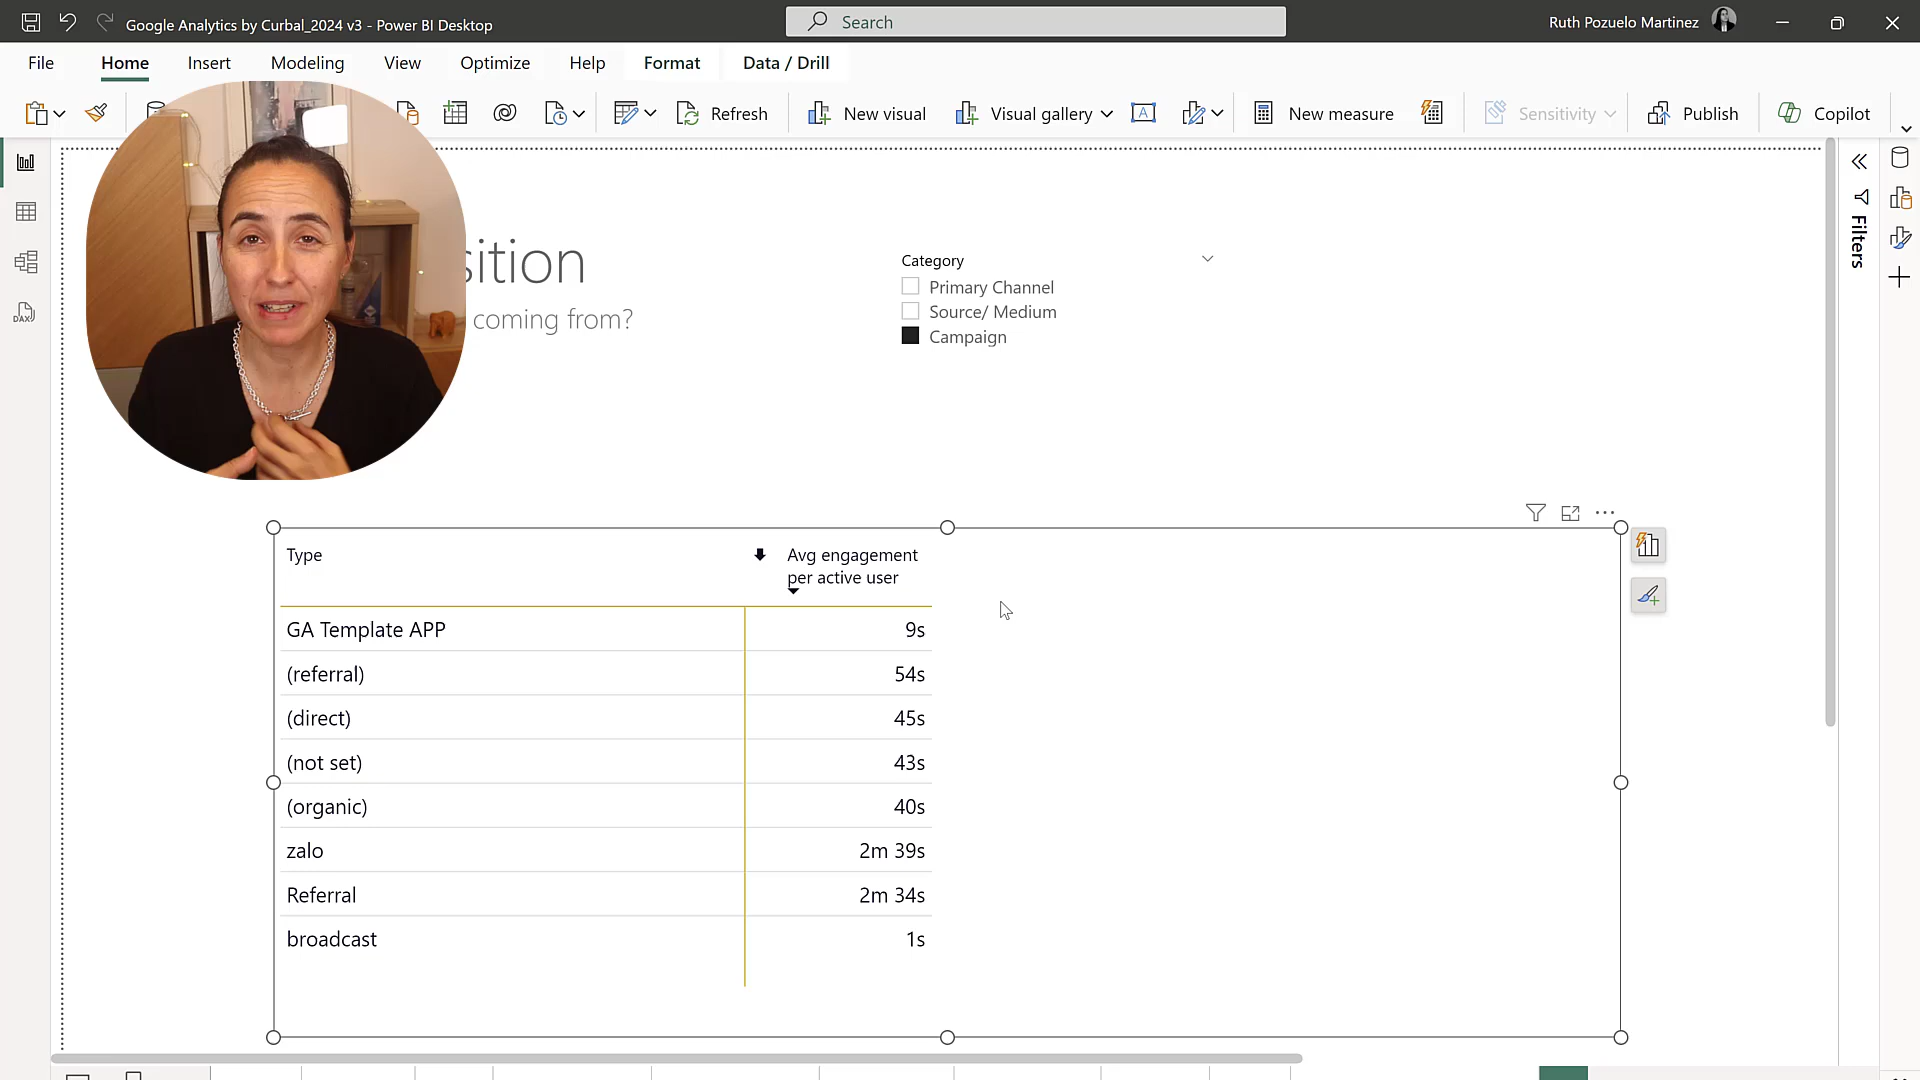 Google Analytics by Curbal_2024 v3 - Power BI Desktop
Search
Ruth Pozuelo Martinez
File
Home
Insert
Modeling
View
Optimize
Help
Format
Data / Drill
Refresh
New visual
Visual gallery
New measure
Sensitivity
Publish
Copilot
DAX
sition
coming from?
Category
Primary Channel
Source/ Medium
Campaign
Filters
Type
Avg engagement
per active user
GA Template APP 9s
(referral) 54s
(direct) 45s
(not set) 43s
(organic) 40s
zalo 2m 39s
Referral 2m 34s
broadcast 1s